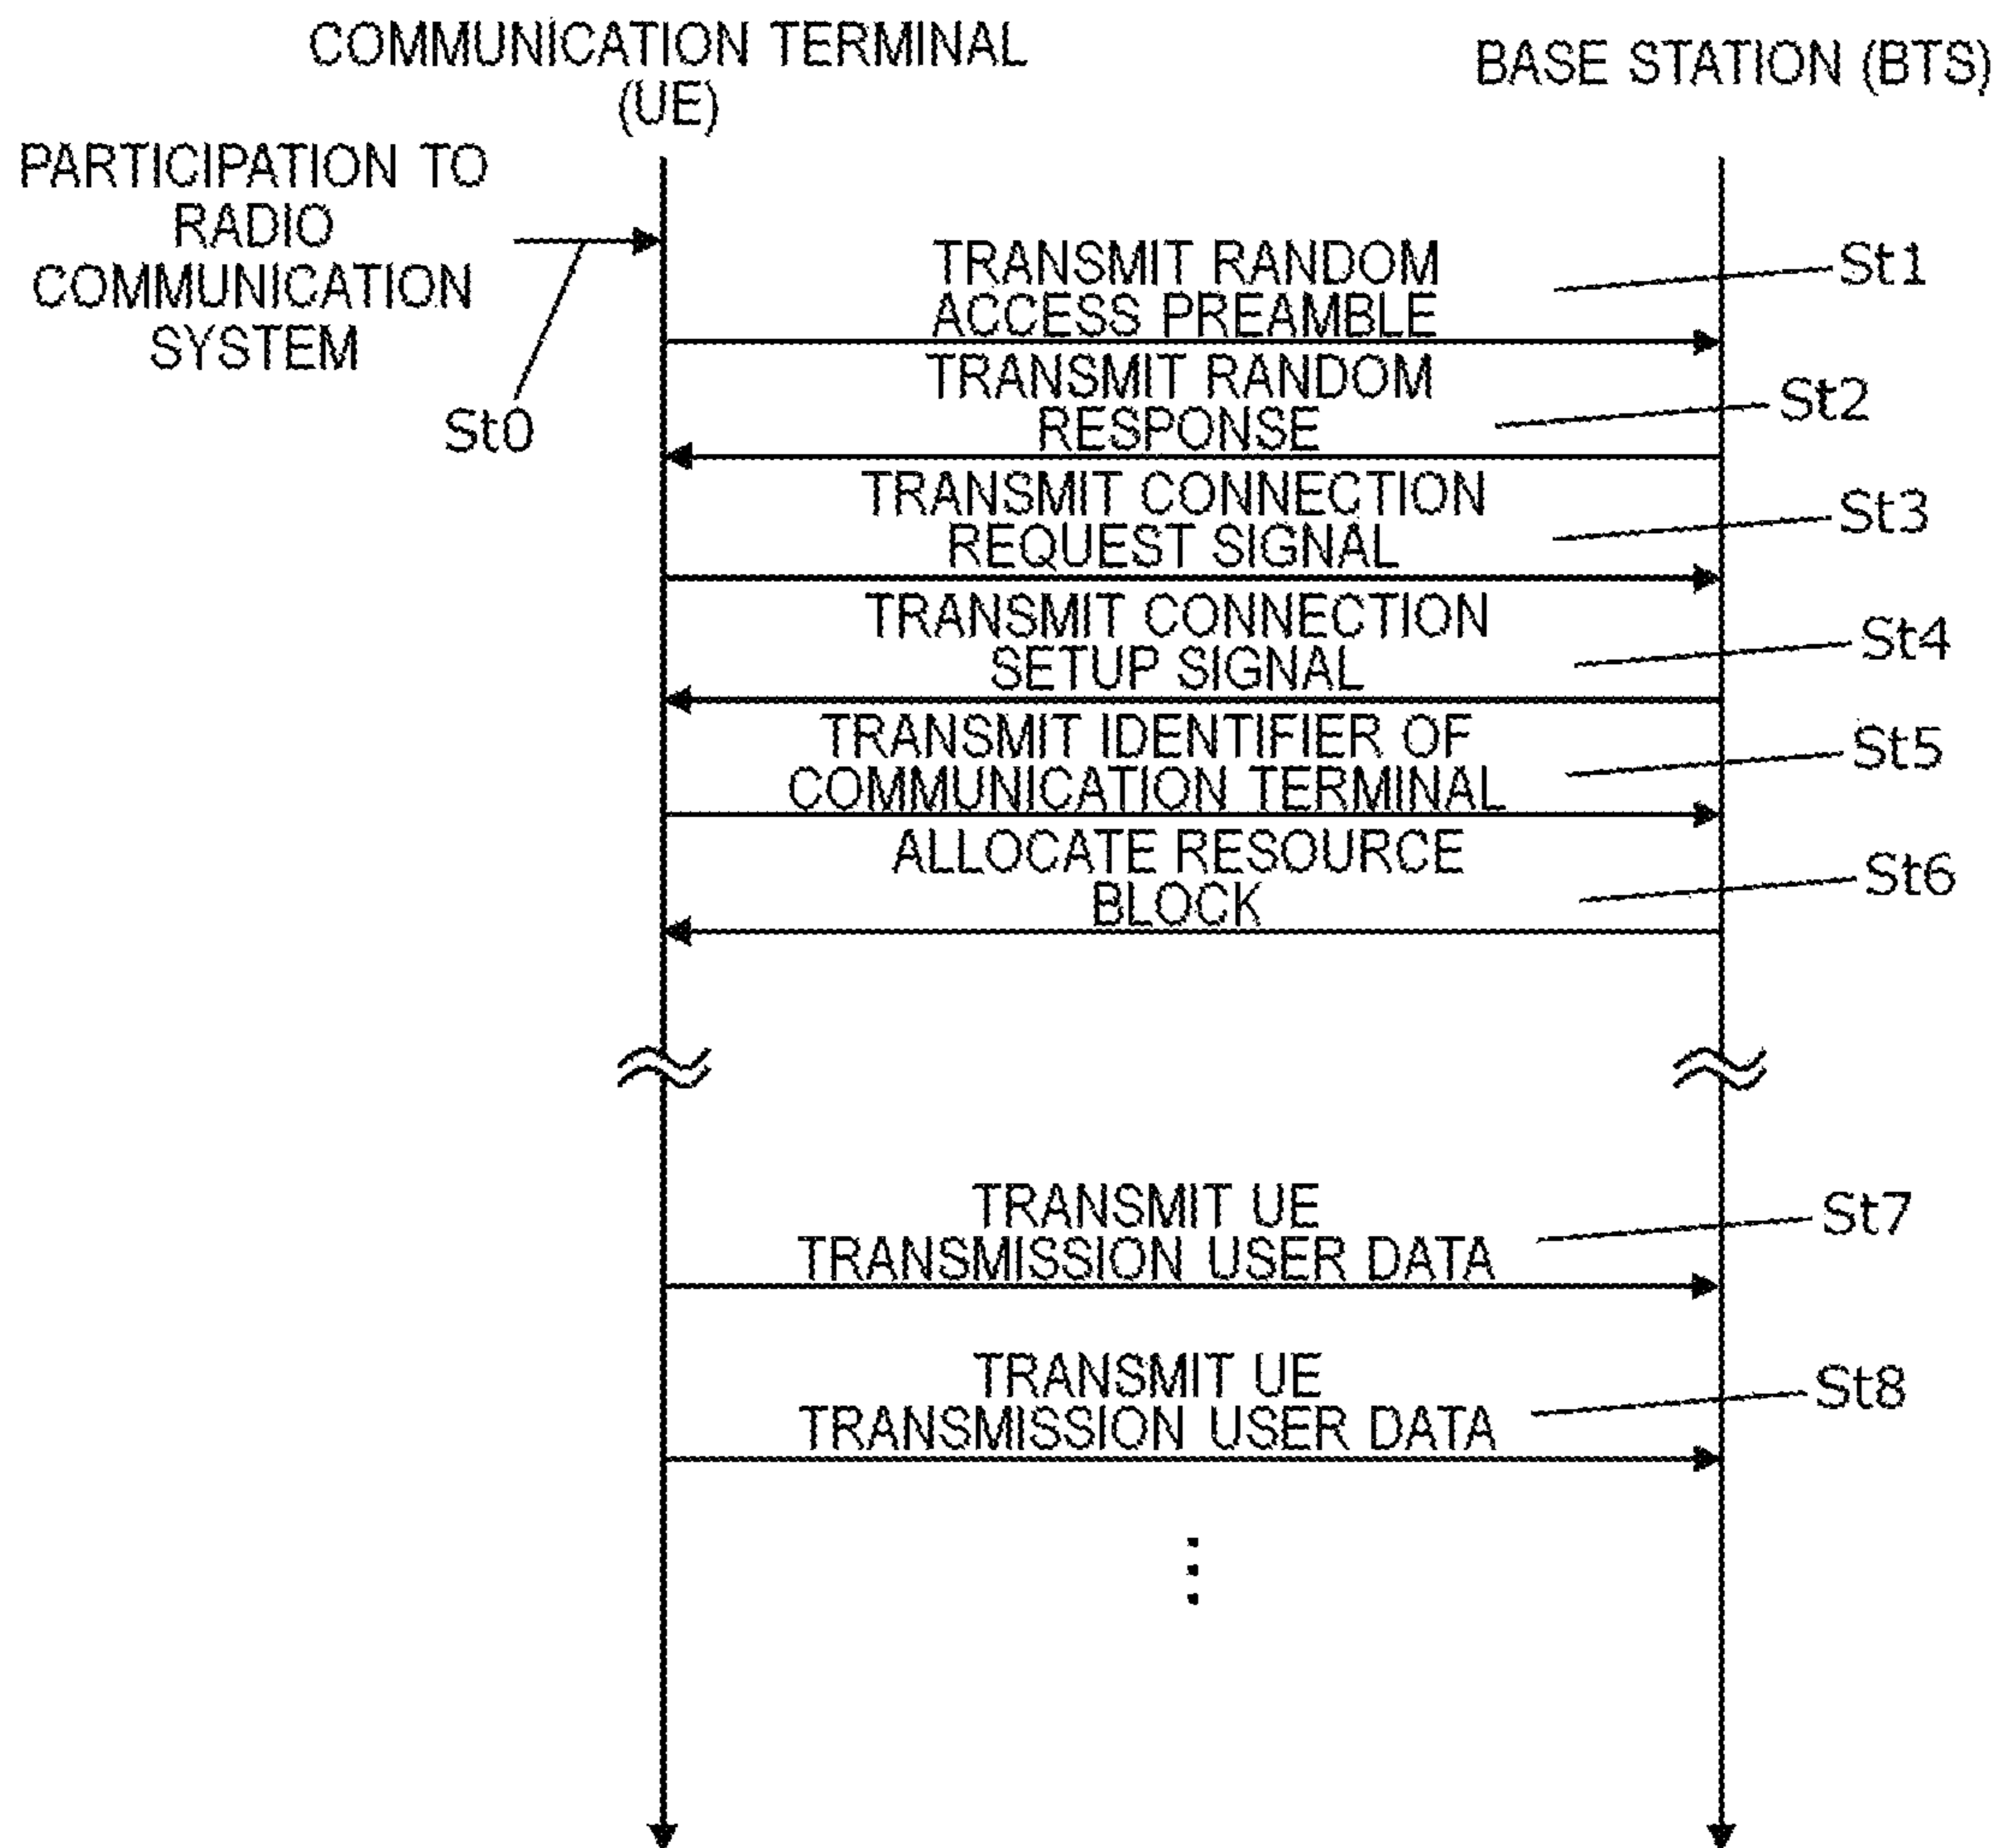 COMMUNICATION TERMINAL
(UE)
BASE STATION (BTS)
PARTICIPATION TO
RADIO
COMMUNICATION
SYSTEM
St0
TRANSMIT RANDOM
ACCESS PREAMBLE
St1
TRANSMIT RANDOM
RESPONSE
St2
TRANSMIT CONNECTION
REQUEST SIGNAL
St3
TRANSMIT CONNECTION
SETUP SIGNAL
St4
TRANSMIT IDENTIFIER OF
COMMUNICATION TERMINAL
St5
ALLOCATE RESOURCE
BLOCK
St6
TRANSMIT UE
TRANSMISSION USER DATA
St7
TRANSMIT UE
TRANSMISSION USER DATA
St8